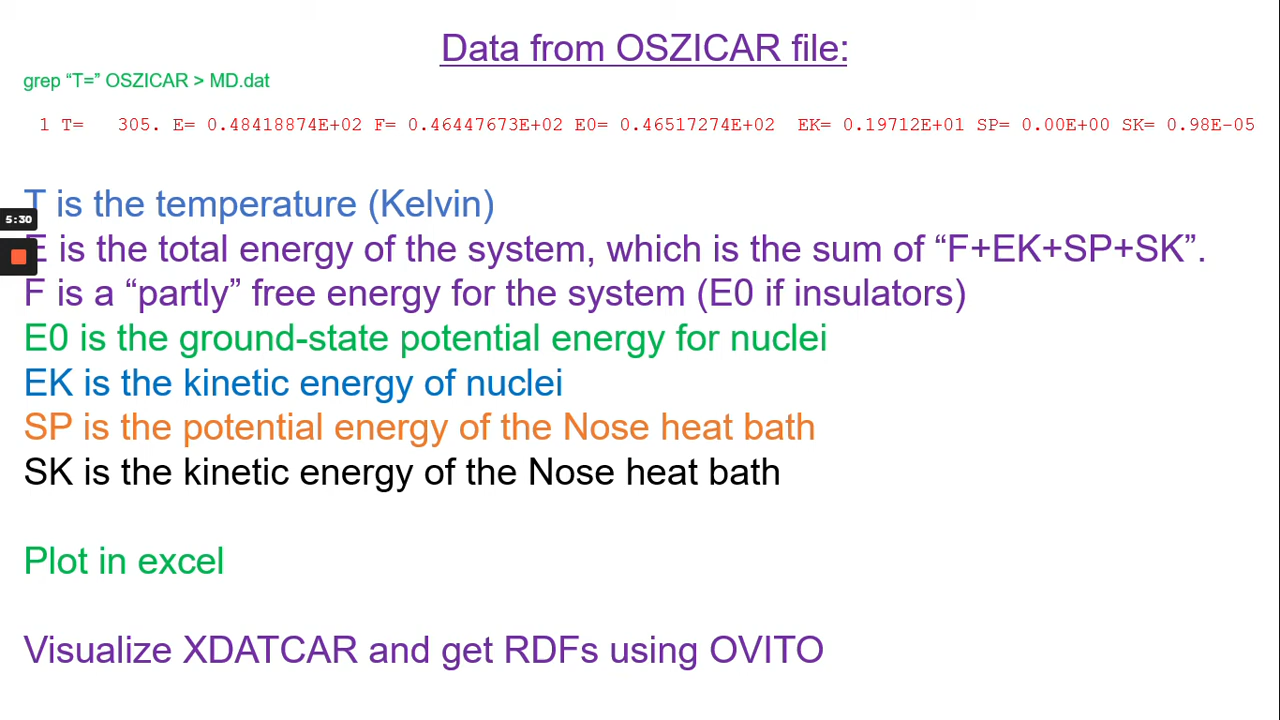 Data from OSZICAR file:
grep “T=” OSZICAR > MD.dat
1 T= 305. E= 0.48418874E+02 F= 0.46447673E+02 E0= 0.46517274E+02 EK= 0.19712E+01 SP= 0.00E+00 SK= 0.98E-05
T is the temperature (Kelvin)
5:30
E is the total energy of the system, which is the sum of “F+EK+SP+SK”.
F is a “partly” free energy for the system (E0 if insulators)
E0 is the ground-state potential energy for nuclei
EK is the kinetic energy of nuclei
SP is the potential energy of the Nose heat bath
SK is the kinetic energy of the Nose heat bath
Plot in excel
Visualize XDATCAR and get RDFs using OVITO